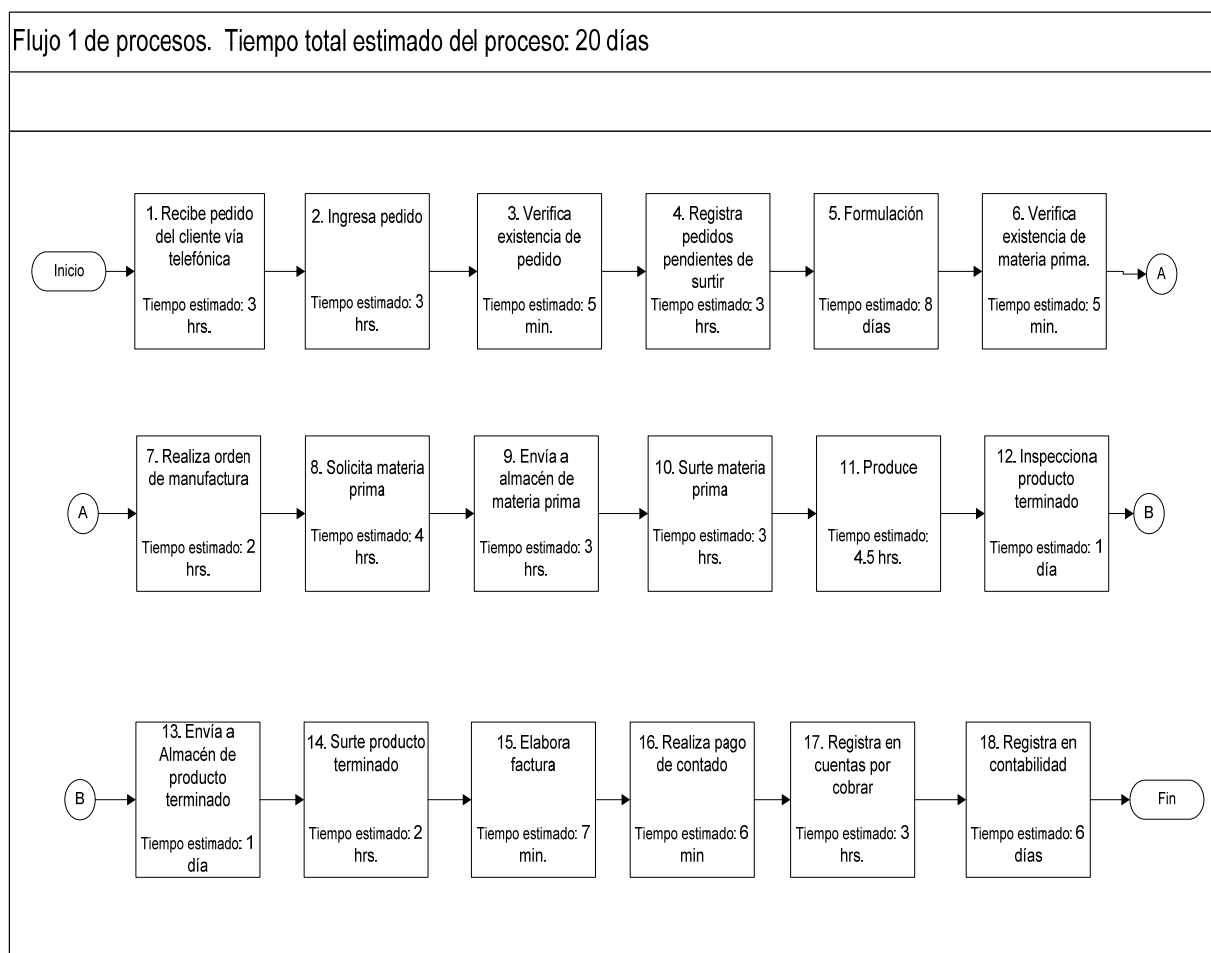 Flujo 1 de procesos. Tiempo total estimado del proceso: 20 días
Inicio
1. Recibe pedido
del cliente vía
telefónica
Tiempo estimado: 3
hrs.
2. Ingresa pedido
Tiempo estimado: 3
hrs.
3. Verifica
existencia de
pedido
Tiempo estimado: 5
min.
4. Registra
pedidos
pendientes de
surtir
Tiempo estimado: 3
hrs.
5. Formulación
Tiempo estimado: 8
días
6. Verifica
existencia de
materia prima.
Tiempo estimado: 5
min.
A
A
7. Realiza orden
de manufactura
Tiempo estimado: 2
hrs.
8. Solicita materia
prima
Tiempo estimado: 4
hrs.
9. Envía a
almacén de
materia prima
Tiempo estimado: 3
hrs.
10. Surte materia
prima
Tiempo estimado: 3
hrs.
11. Produce
Tiempo estimado:
4.5 hrs.
12. Inspecciona
producto
terminado
Tiempo estimado: 1
día
B
B
13. Envía a
Almacén de
producto
terminado
Tiempo estimado: 1
día
14. Surte producto
terminado
Tiempo estimado: 2
hrs.
15. Elabora
factura
Tiempo estimado: 7
min.
16. Realiza pago
de contado
Tiempo estimado: 6
min
17. Registra en
cuentas por
cobrar
Tiempo estimado: 3
hrs.
18. Registra en
contabilidad
Tiempo estimado: 6
días
Fin